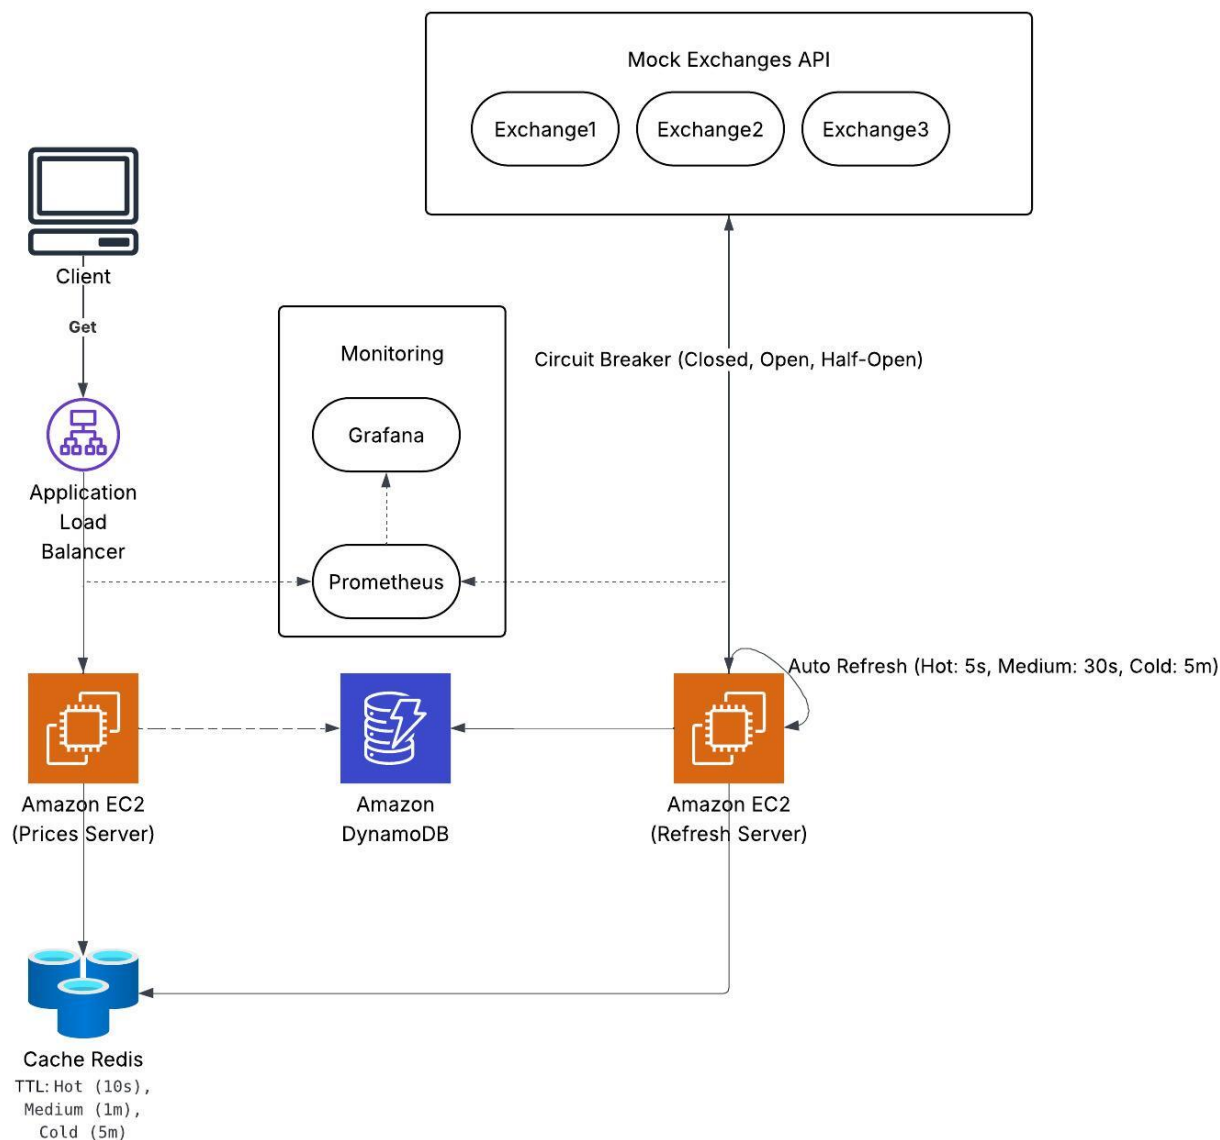 Mock Exchanges API
Exchange1
Exchange2
Exchange3
Client
Get
Monitoring
Circuit Breaker (Closed, Open, Half-Open)
Grafana
Application
Load
Balancer
Prometheus
Auto Refresh (Hot: 5s, Medium: 30s, Cold: 5m)
Amazon EC2
(Prices Server)
Amazon
DynamoDB
Amazon EC2
(Refresh Server)
Cache Redis
TTL: Hot (10s),
Medium (1m),
Cold (5m)